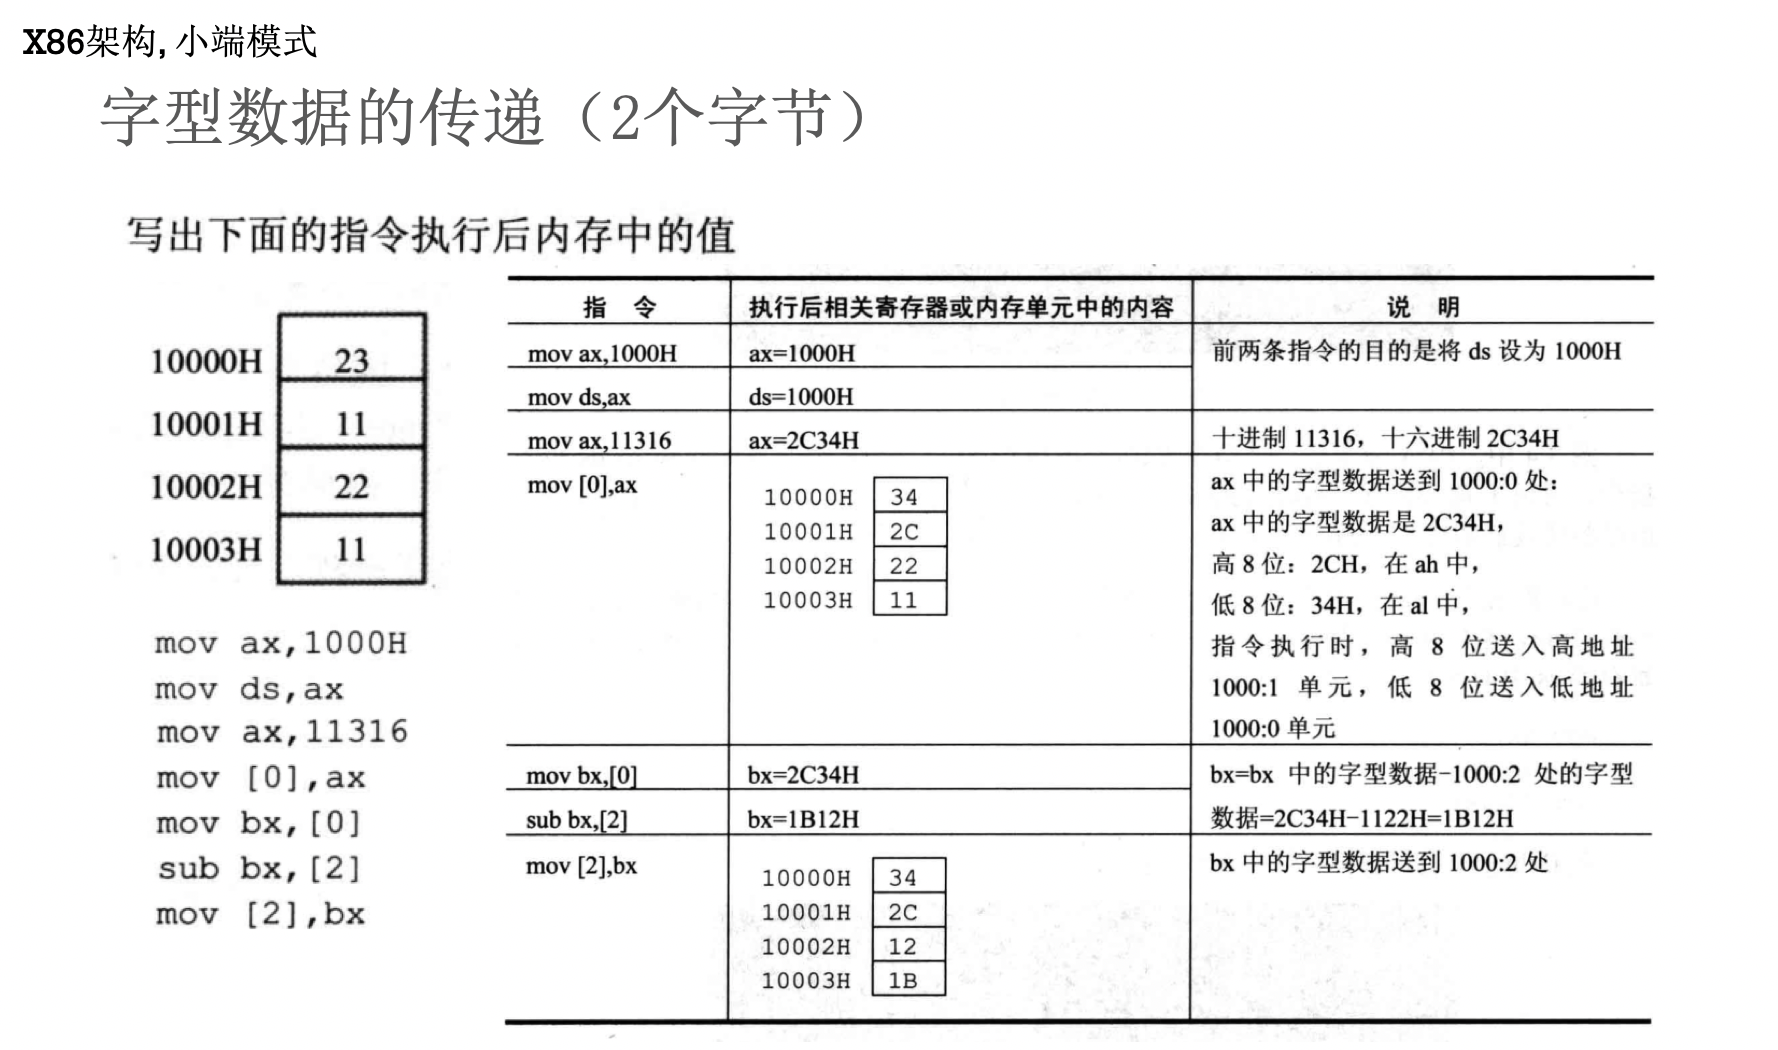 X86架构, 小端模式
字型数据的传递（2个字节）
写出下面的指令执行后内存中的值
10000H 23
10001H 11
10002H 22
10003H 11
mov ax,1000H
mov ds,ax
mov ax,11316
mov [0],ax
mov bx,[0]
sub bx,[2]
mov [2],bx
指 令 执行后相关寄存器或内存单元中的内容 说 明
mov ax,1000H ax=1000H 前两条指令的目的是将 ds 设为 1000H
mov ds,ax ds=1000H
mov ax,11316 ax=2C34H 十进制 11316，十六进制 2C34H
mov [0],ax
10000H 34
10001H 2C
10002H 22
10003H 11
ax 中的字型数据送到 1000:0 处：
ax 中的字型数据是 2C34H，
高 8 位：2CH，在 ah 中，
低 8 位：34H，在 al 中，
指令执行时，高 8 位送入高地址
1000:1 单元，低 8 位送入低地址
1000:0 单元
mov bx,[0] bx=2C34H bx=bx 中的字型数据-1000:2 处的字型
sub bx,[2] bx=1B12H 数据=2C34H-1122H=1B12H
mov [2],bx
10000H 34
10001H 2C
10002H 12
10003H 1B
bx 中的字型数据送到 1000:2 处